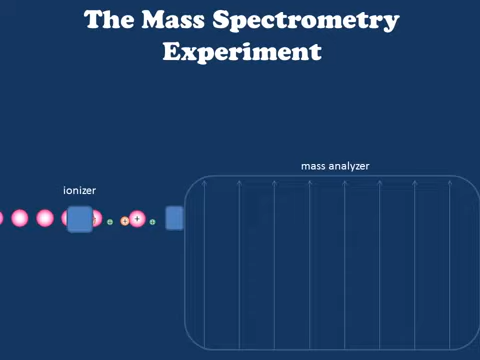 The Mass Spectrometry
Experiment
mass analyzer
ionizer
+